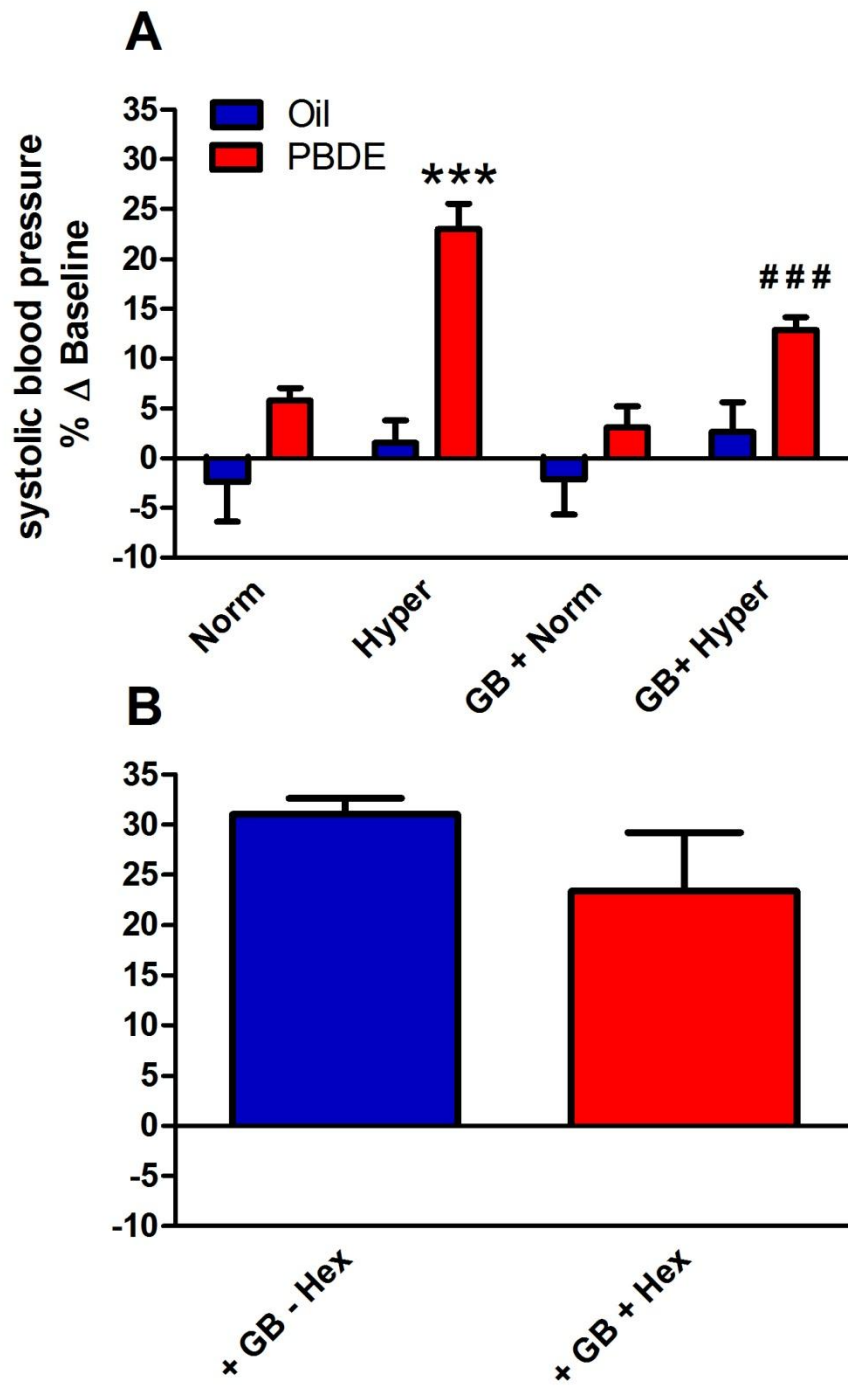 A
systolic blood pressure
% Δ Baseline
35
30
25
20
15
10
5
0
-5
-10
Oil
PBDE
***
###
Norm
Hyper
GB + Norm
GB+ Hyper
B
35
30
25
20
15
10
5
0
-5
-10
+ GB - Hex
+ GB + Hex